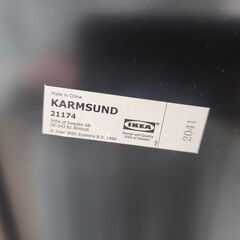 Made in China
KARMSUND
21174
IKEA of Sweden AB
SE-343 81 Älmhult
© Inter IKEA Systems B.V. 1999
IKEA
Design and Quality
IKEA of Sweden
2041